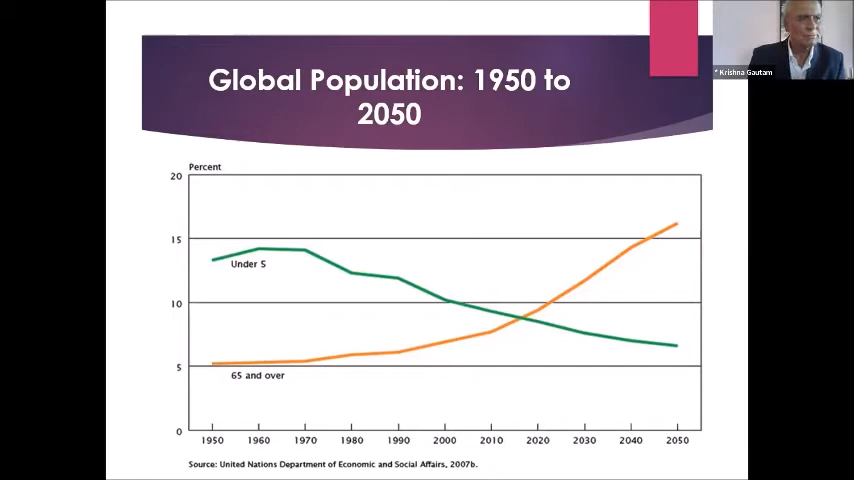 Global Population: 1950 to
2050
* Krishna Gautam
Percent
20
15
10
5
0
Under 5
65 and over
1950 1960 1970 1980 1990 2000 2010 2020 2030 2040 2050
Source: United Nations Department of Economic and Social Affairs, 2007b.